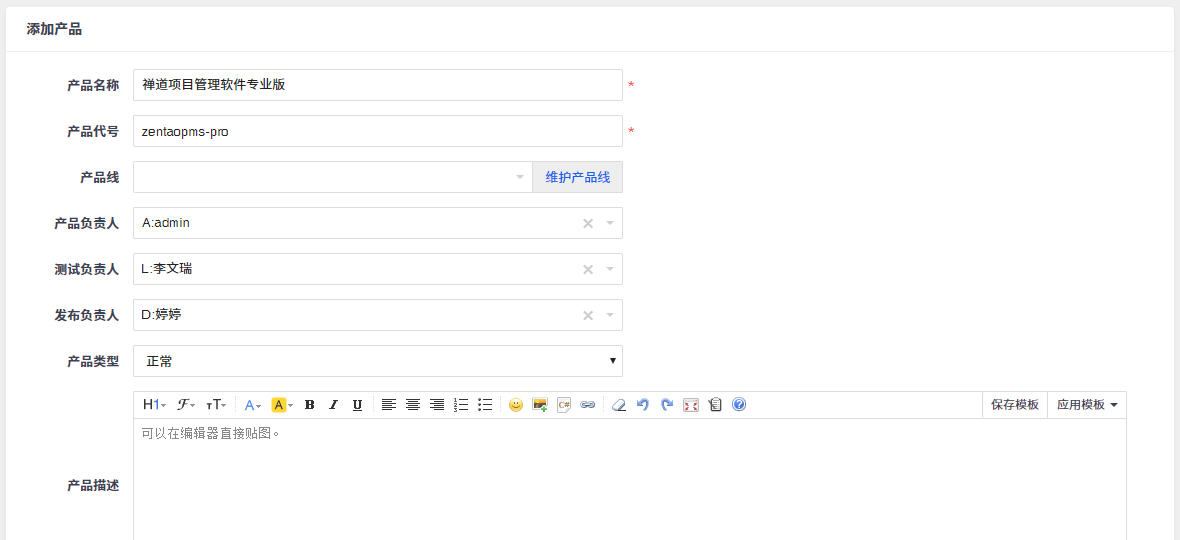 添加产品
产品名称 禅道项目管理软件专业版 *
产品代号 zentaopms-pro *
产品线 维护产品线
产品负责人 A:admin
测试负责人 L:李文瑞
发布负责人 D:婷婷
产品类型 正常
H1 ℱ тT A A B I U C# 保存模板 应用模板
可以在编辑器直接贴图。
产品描述